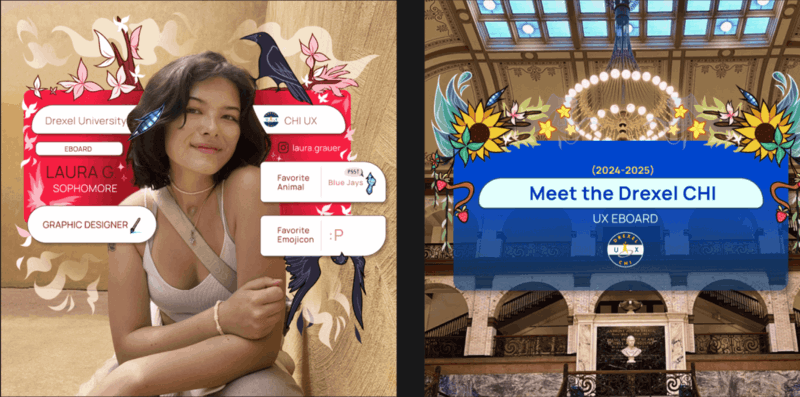 Drexel University
CHI UX
EBOARD
laura.grauer
LAURA G
SOPHOMORE
GRAPHIC DESIGNER
Favorite
Animal
PSST
Blue Jays
Favorite
Emojicon
:P
(2024-2025)
Meet the Drexel CHI
UX EBOARD
DREXEL
U X
CHI